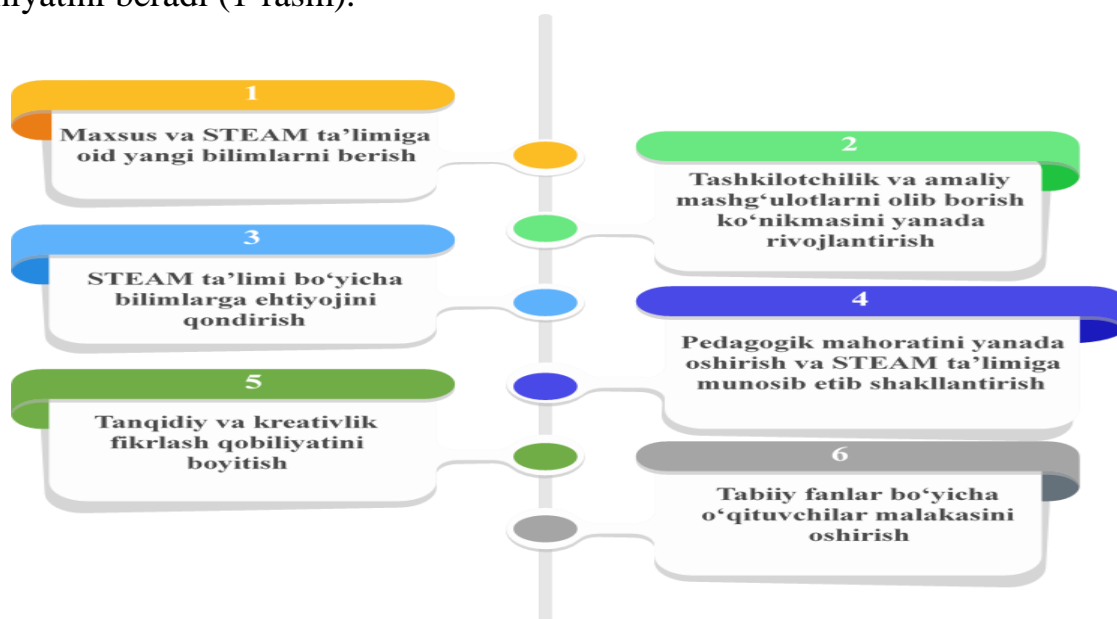 beradi (1-rasm).
1
Maxsus va STEAM ta’limiga
oid yangi bilimlarni berish
2
Tashkilotchilik va amaliy
mashg‘ulotlarni olib borish
ko‘nikmasini yanada
rivojlantirish
3
STEAM ta’limi bo‘yicha
bilimlarga ehtiyojini
qondirish
4
Pedagogik mahoratini yanada
oshirish va STEAM ta’limiga
munosib etib shakllantirish
5
Tanqidiy va kreativlik
fikrlash qobiliyatini
boyitish
6
Tabiiy fanlar bo‘yicha
o‘qituvchilar malakasini
oshirish